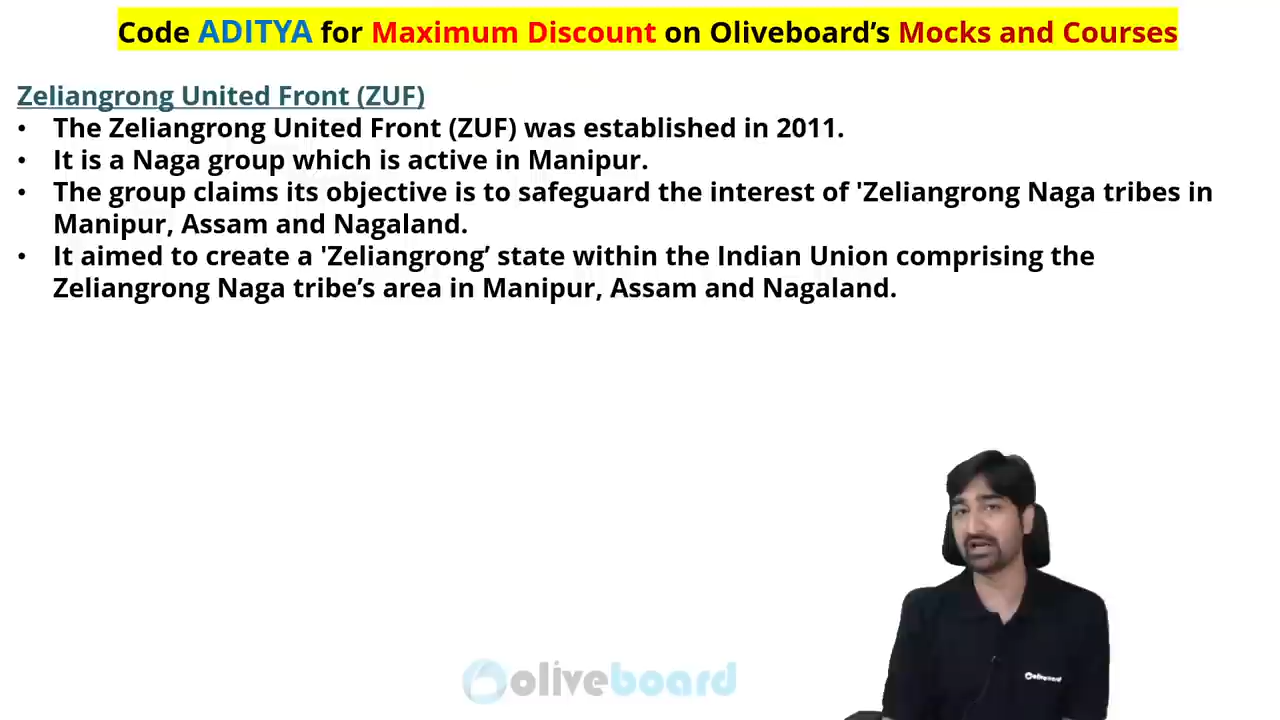 Code ADITYA for Maximum Discount on Oliveboard’s Mocks and Courses
Zeliangrong United Front (ZUF)
• The Zeliangrong United Front (ZUF) was established in 2011.
• It is a Naga group which is active in Manipur.
• The group claims its objective is to safeguard the interest of 'Zeliangrong Naga tribes in
Manipur, Assam and Nagaland.
• It aimed to create a 'Zeliangrong’ state within the Indian Union comprising the
Zeliangrong Naga tribe’s area in Manipur, Assam and Nagaland.
oliveboard
oliveboard